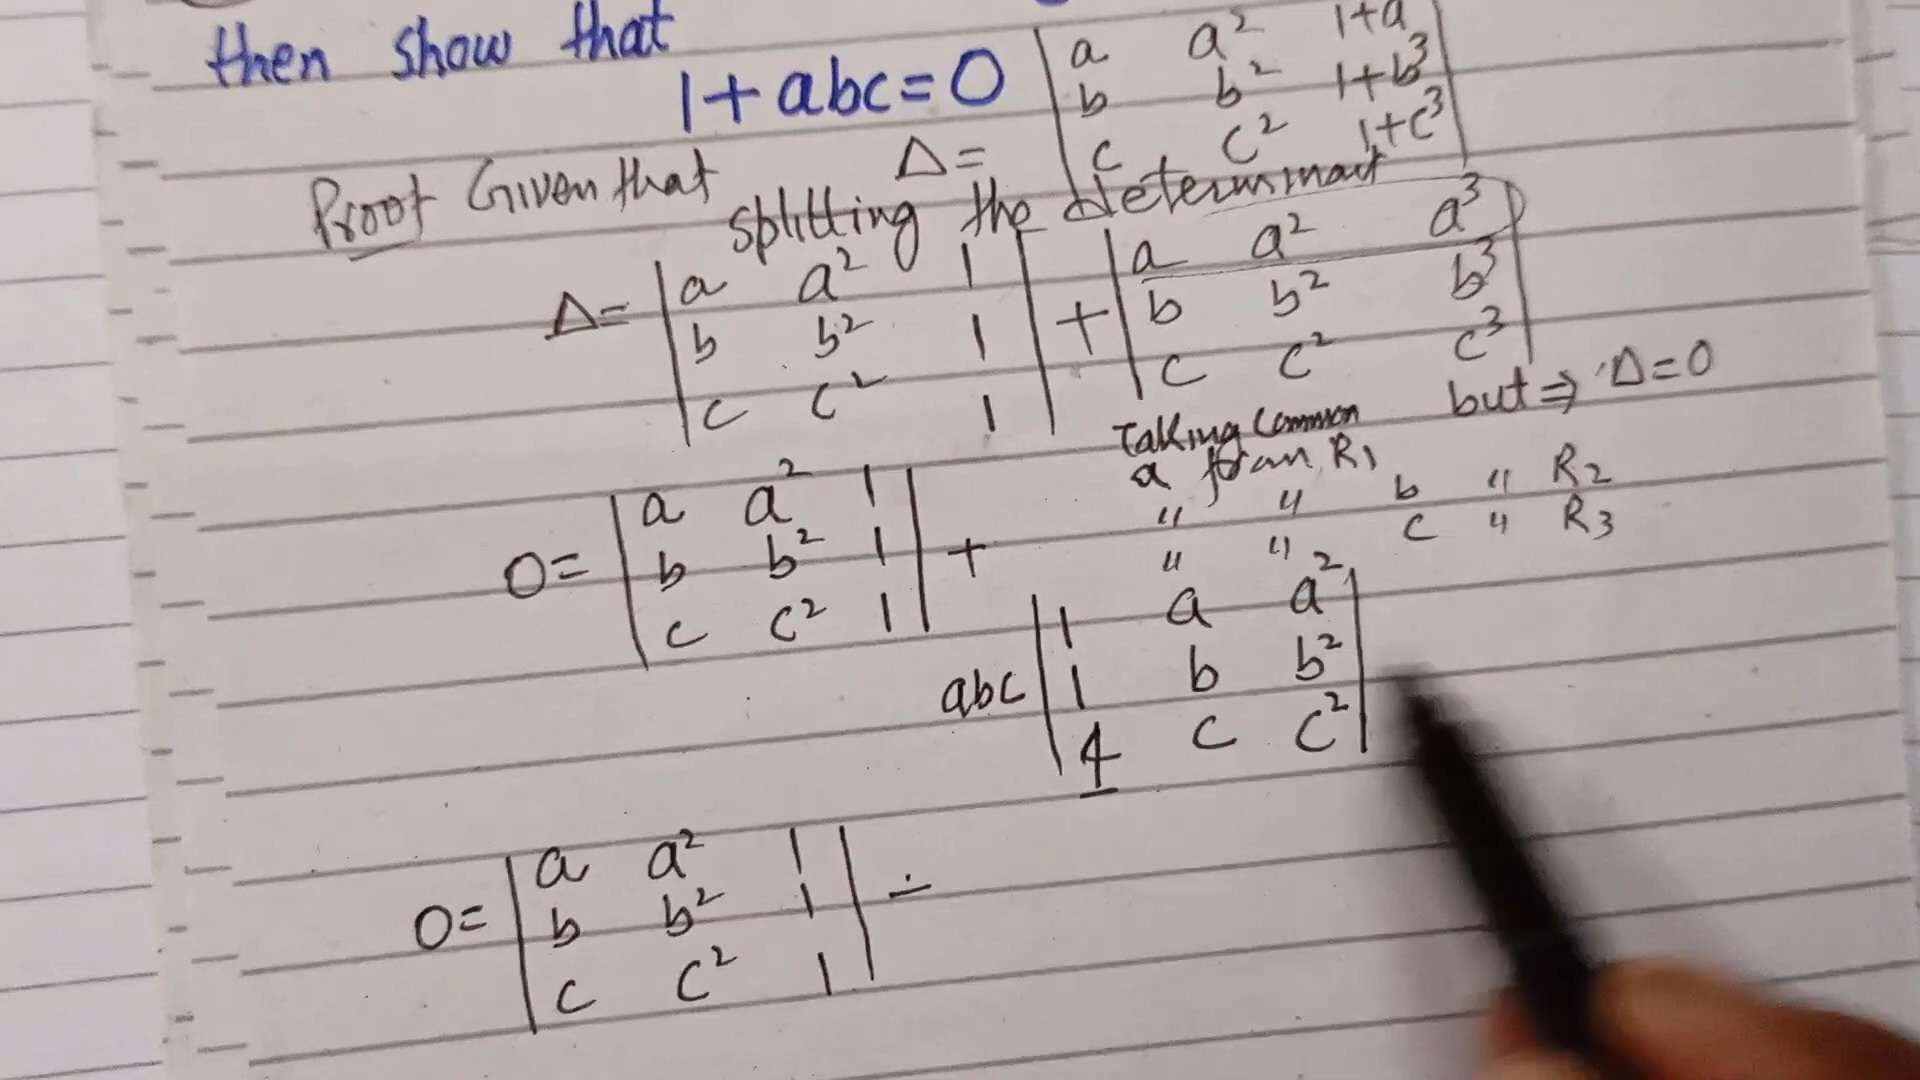 then show that
1+abc=0
Proof Given that Δ= | a a² 1+a | b b² 1+b³ | c c² 1+c³ |
splitting the determinant
Δ= | a a² 1 | b b² 1 | c c² 1 | + | a a² a³ | b b² b³ | c c² c³ |
but ⇒ Δ=0
Taking Common
a from R1
" " b " R2
" " c " R3
0= | a a² 1 | b b² 1 | c c² 1 | +
abc | 1 a a² | 1 b b² | 1 c c² |
0= | a a² 1 | b b² 1 | c c² 1 | -